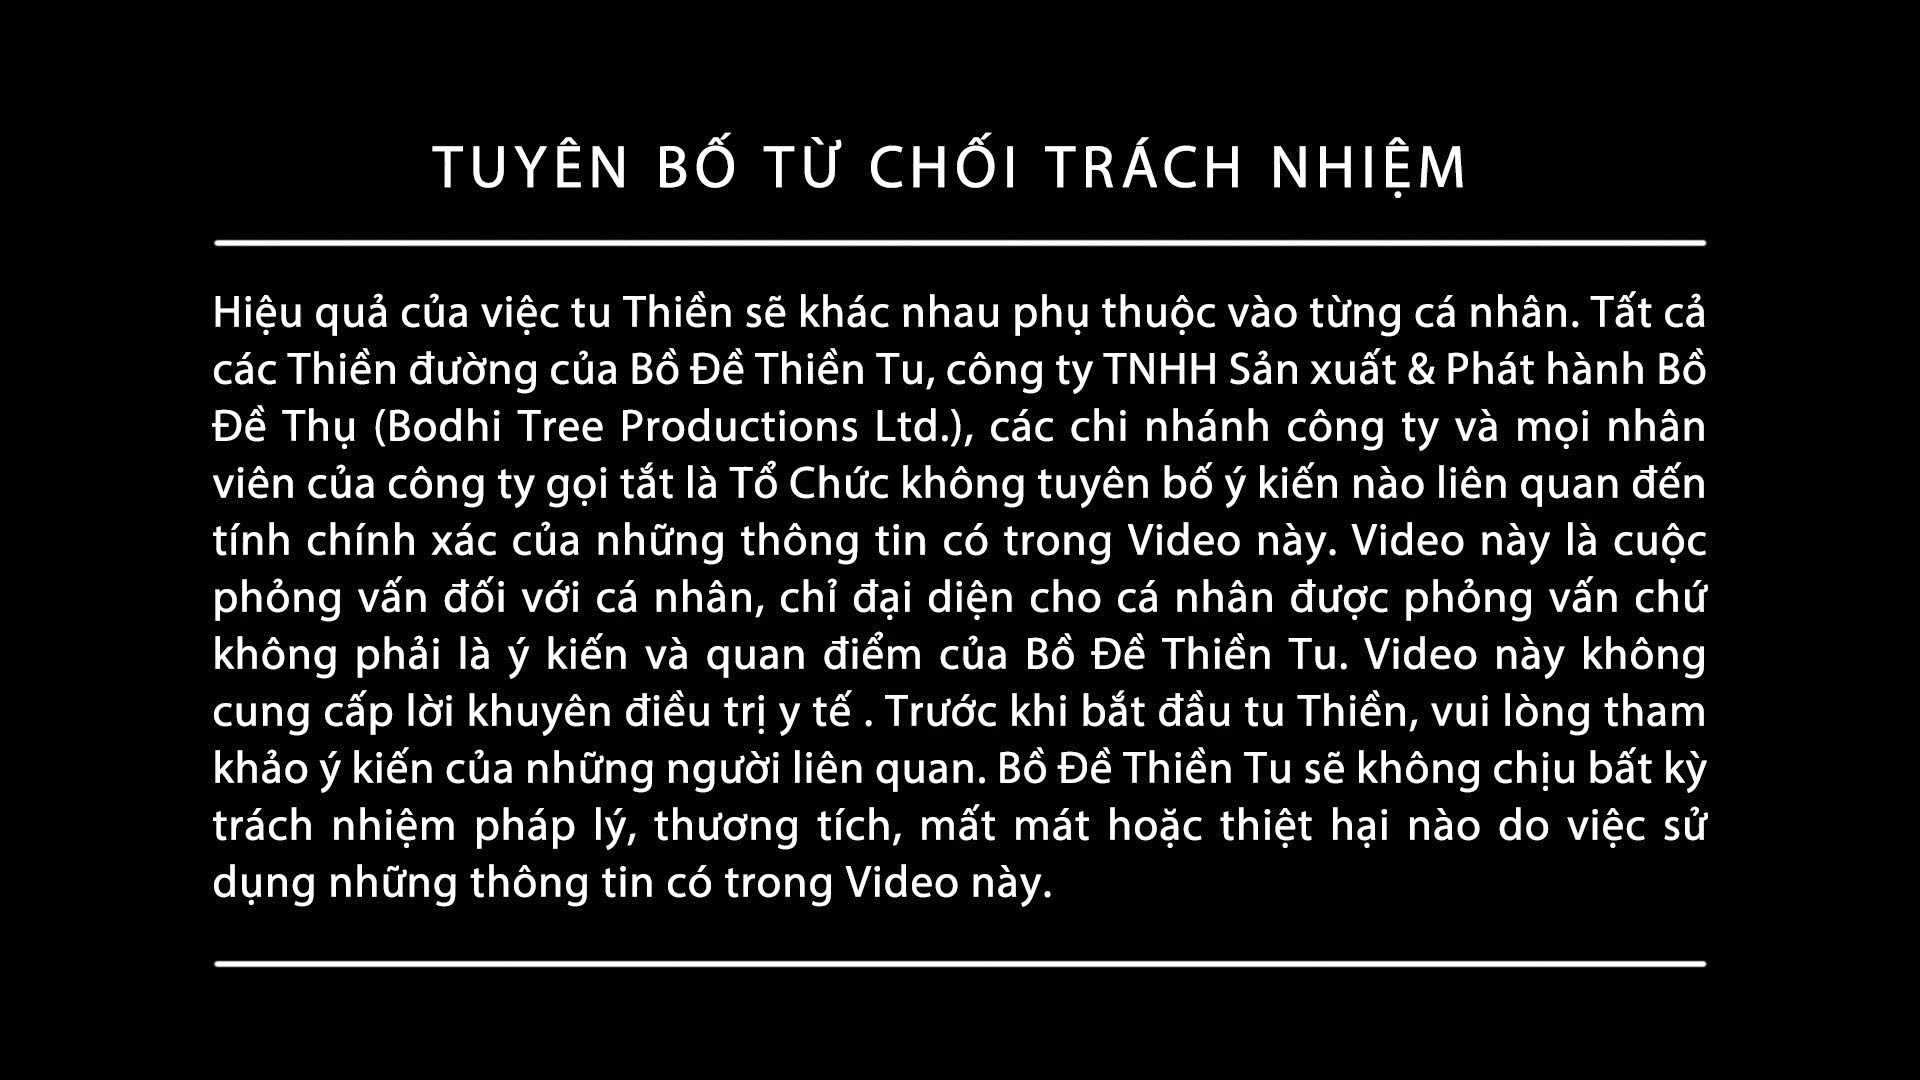 TUYÊN BỐ TỪ CHỐI TRÁCH NHIỆM
Hiệu quả của việc tu Thiền sẽ khác nhau phụ thuộc vào từng cá nhân. Tất cả
các Thiền đường của Bồ Đề Thiền Tu, công ty TNHH Sản xuất & Phát hành Bồ
Đề Thụ (Bodhi Tree Productions Ltd.), các chi nhánh công ty và mọi nhân
viên của công ty gọi tắt là Tổ Chức không tuyên bố ý kiến nào liên quan đến
tính chính xác của những thông tin có trong Video này. Video này là cuộc
phỏng vấn đối với cá nhân, chỉ đại diện cho cá nhân được phỏng vấn chứ
không phải là ý kiến và quan điểm của Bồ Đề Thiền Tu. Video này không
cung cấp lời khuyên điều trị y tế . Trước khi bắt đầu tu Thiền, vui lòng tham
khảo ý kiến của những người liên quan. Bồ Đề Thiền Tu sẽ không chịu bất kỳ
trách nhiệm pháp lý, thương tích, mất mát hoặc thiệt hại nào do việc sử
dụng những thông tin có trong Video này.